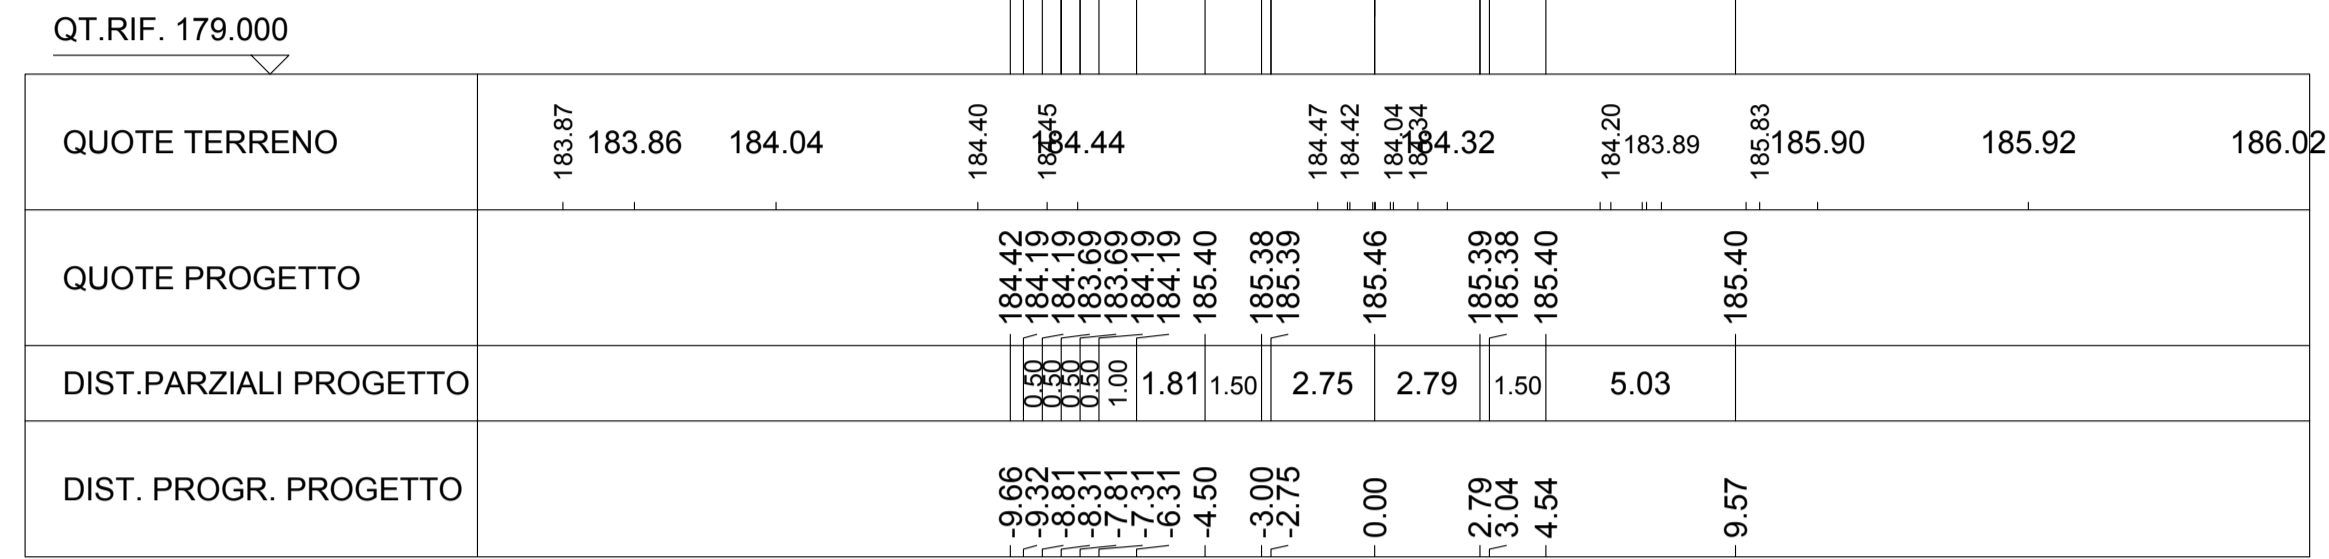 QT.RIF. 179.000
QUOTE TERRENO 183.87 183.86 184.04 184.40 184.45 184.44 184.47 184.42 184.04 184.34 184.32 184.20 183.89 185.83 185.90 185.92 186.02
QUOTE PROGETTO 184.42 184.19 184.19 183.69 183.69 184.19 184.19 185.40 185.38 185.39 185.46 185.39 185.38 185.40 185.40
DIST.PARZIALI PROGETTO 0.50 0.50 0.50 0.50 1.00 1.81 1.50 2.75 2.79 1.50 5.03
DIST. PROGR. PROGETTO -9.66 -9.32 -8.81 -8.31 -7.81 -7.31 -6.31 -4.50 -3.00 -2.75 0.00 2.79 3.04 4.54 9.57